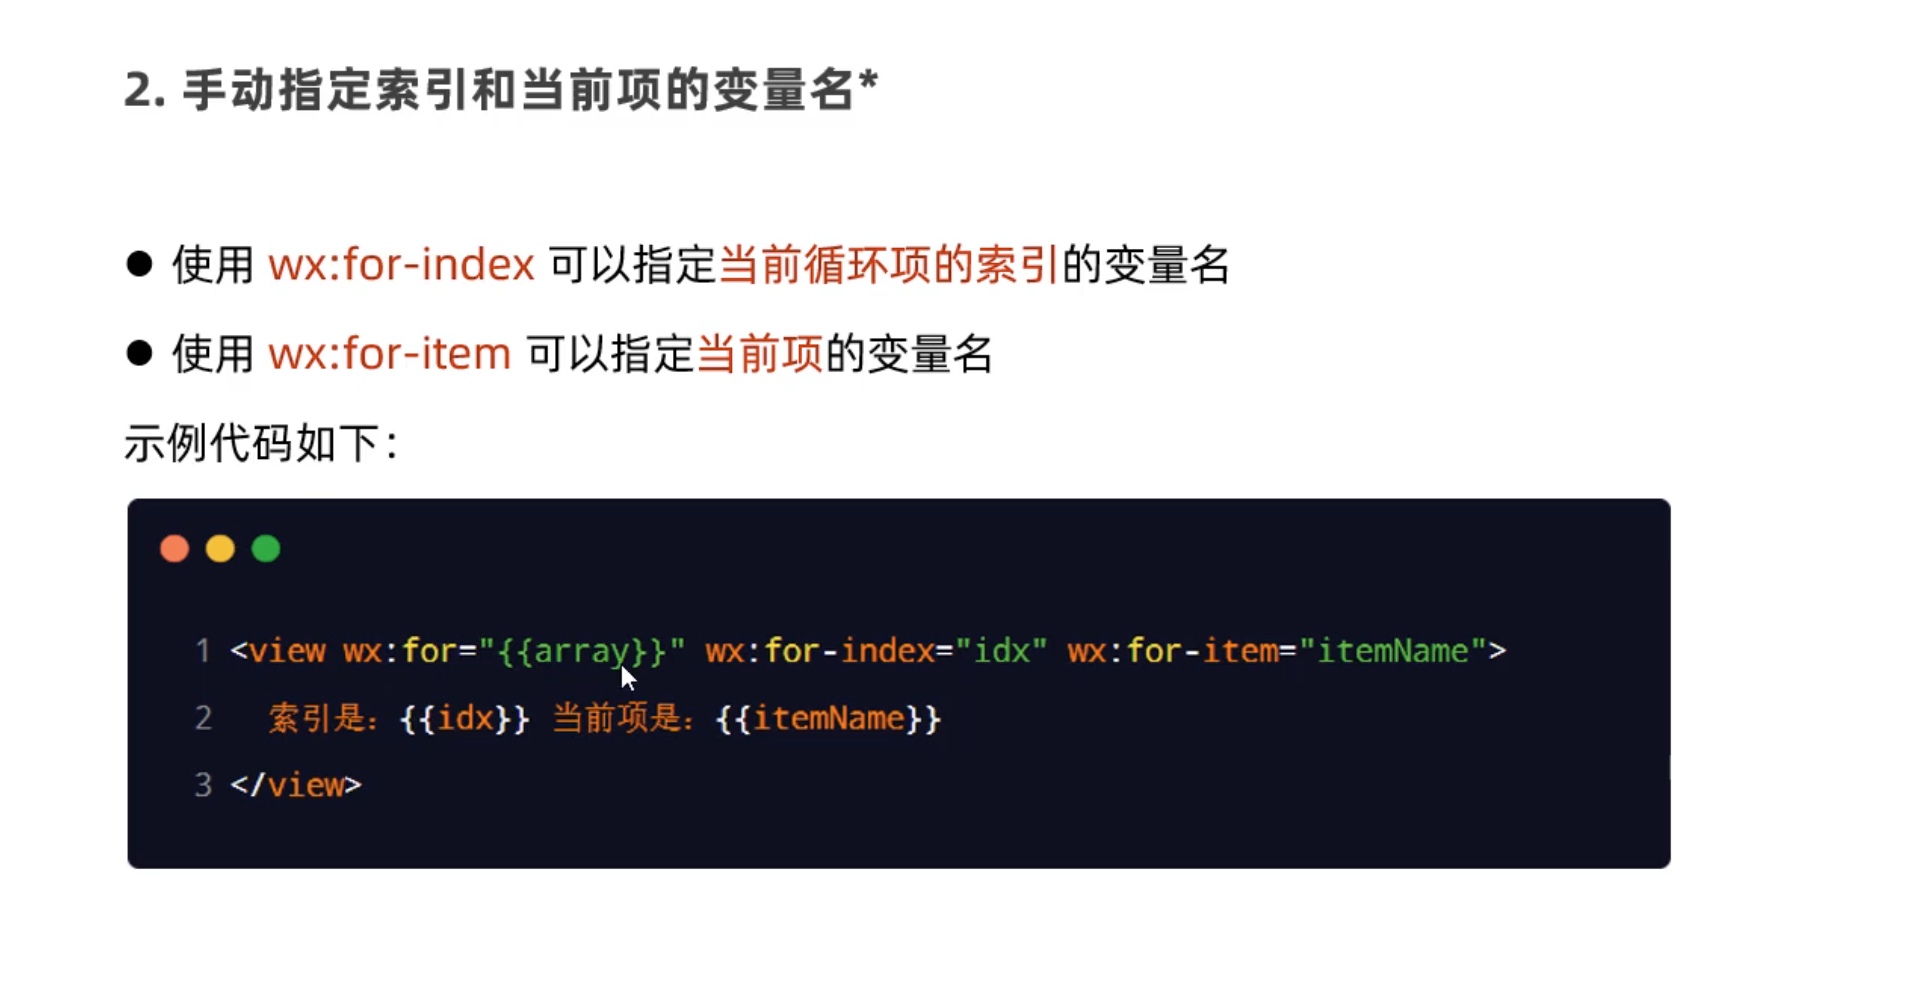 2. 手动指定索引和当前项的变量名*
● 使用 wx:for-index 可以指定当前循环项的索引的变量名
● 使用 wx:for-item 可以指定当前项的变量名
示例代码如下：
1 <view wx:for="{{array}}" wx:for-index="idx" wx:for-item="itemName">
2   索引是：{{idx}} 当前项是：{{itemName}}
3 </view>